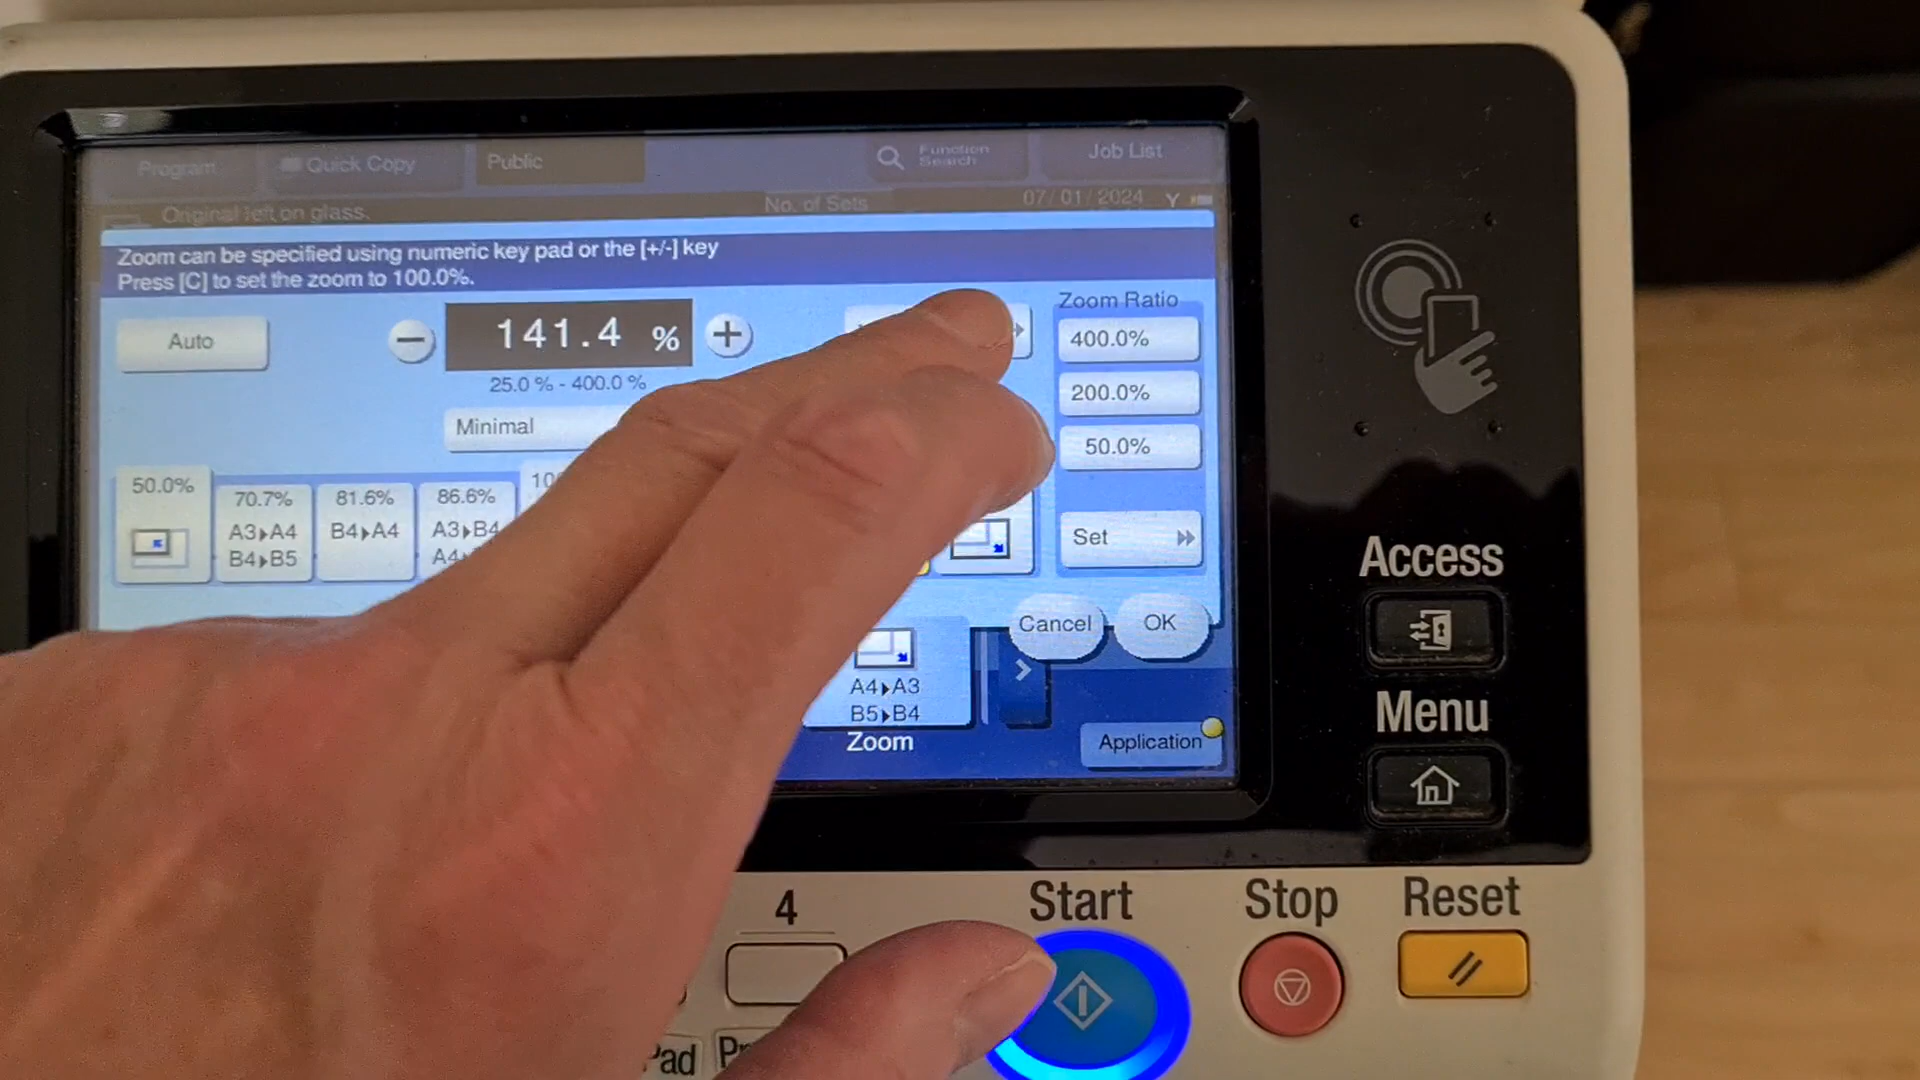 Program
Quick Copy
Public
Function Search
Job List
Original left on glass.
No. of Sets
07/01/2024
Y
Zoom can be specified using numeric key pad or the [+/-] key
Press [C] to set the zoom to 100.0%.
Auto
−
141.4 %
+
25.0 % - 400.0 %
Minimal
Zoom Ratio
400.0%
200.0%
50.0%
Set
50.0%
70.7%
A3▸A4
B4▸B5
81.6%
B4▸A4
86.6%
A3▸B4
A4
10
Cancel
OK
A4▸A3
B5▸B4
Zoom
Application
Access
Menu
4
Start
Stop
Reset
Pad